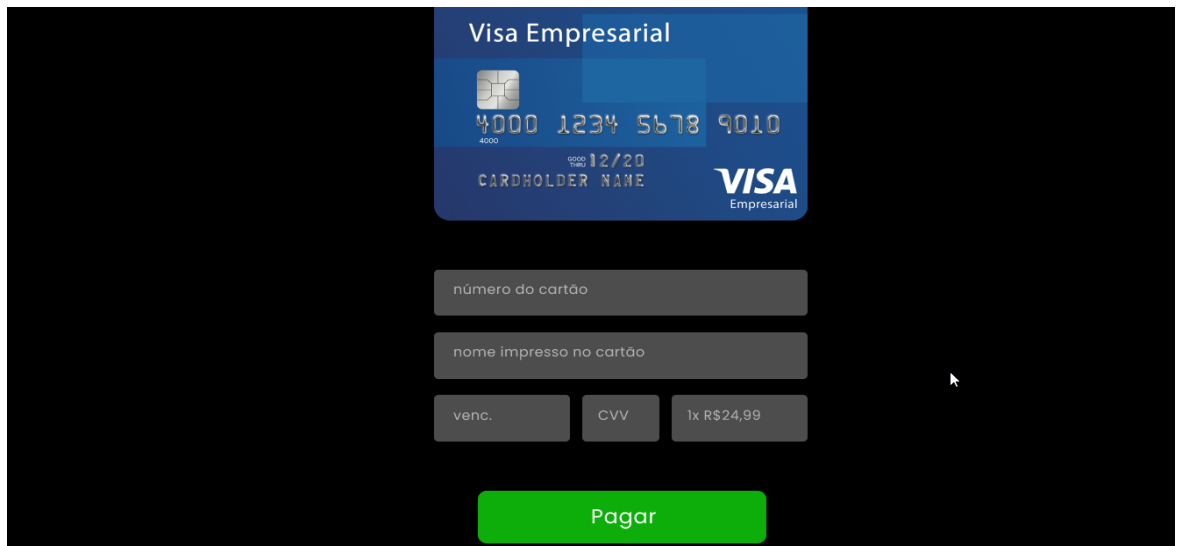 Visa Empresarial
4000 1234 5678 9010
4000
GOOD THRU 12/20
CARDHOLDER NAME
VISA
Empresarial
número do cartão
nome impresso no cartão
venc. CVV 1x R$24,99
Pagar